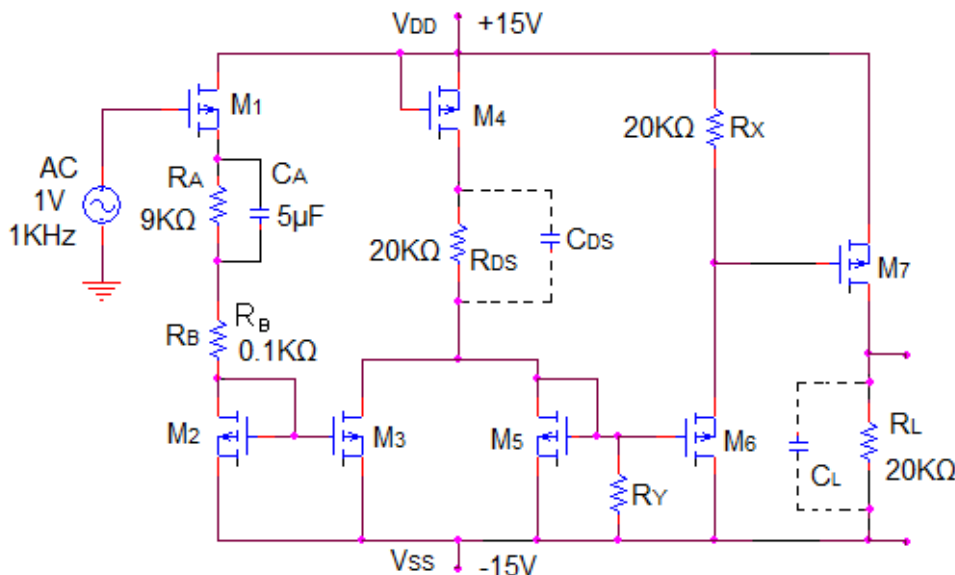 VDD +15V
M1
M4
AC
1V
1KHz
RA
9KΩ
CA
5µF
20KΩ
RDS
CDS
20KΩ
RX
M7
RB
RB
0.1KΩ
M2
M3
M5
M6
RY
CL
RL
20KΩ
VSS -15V